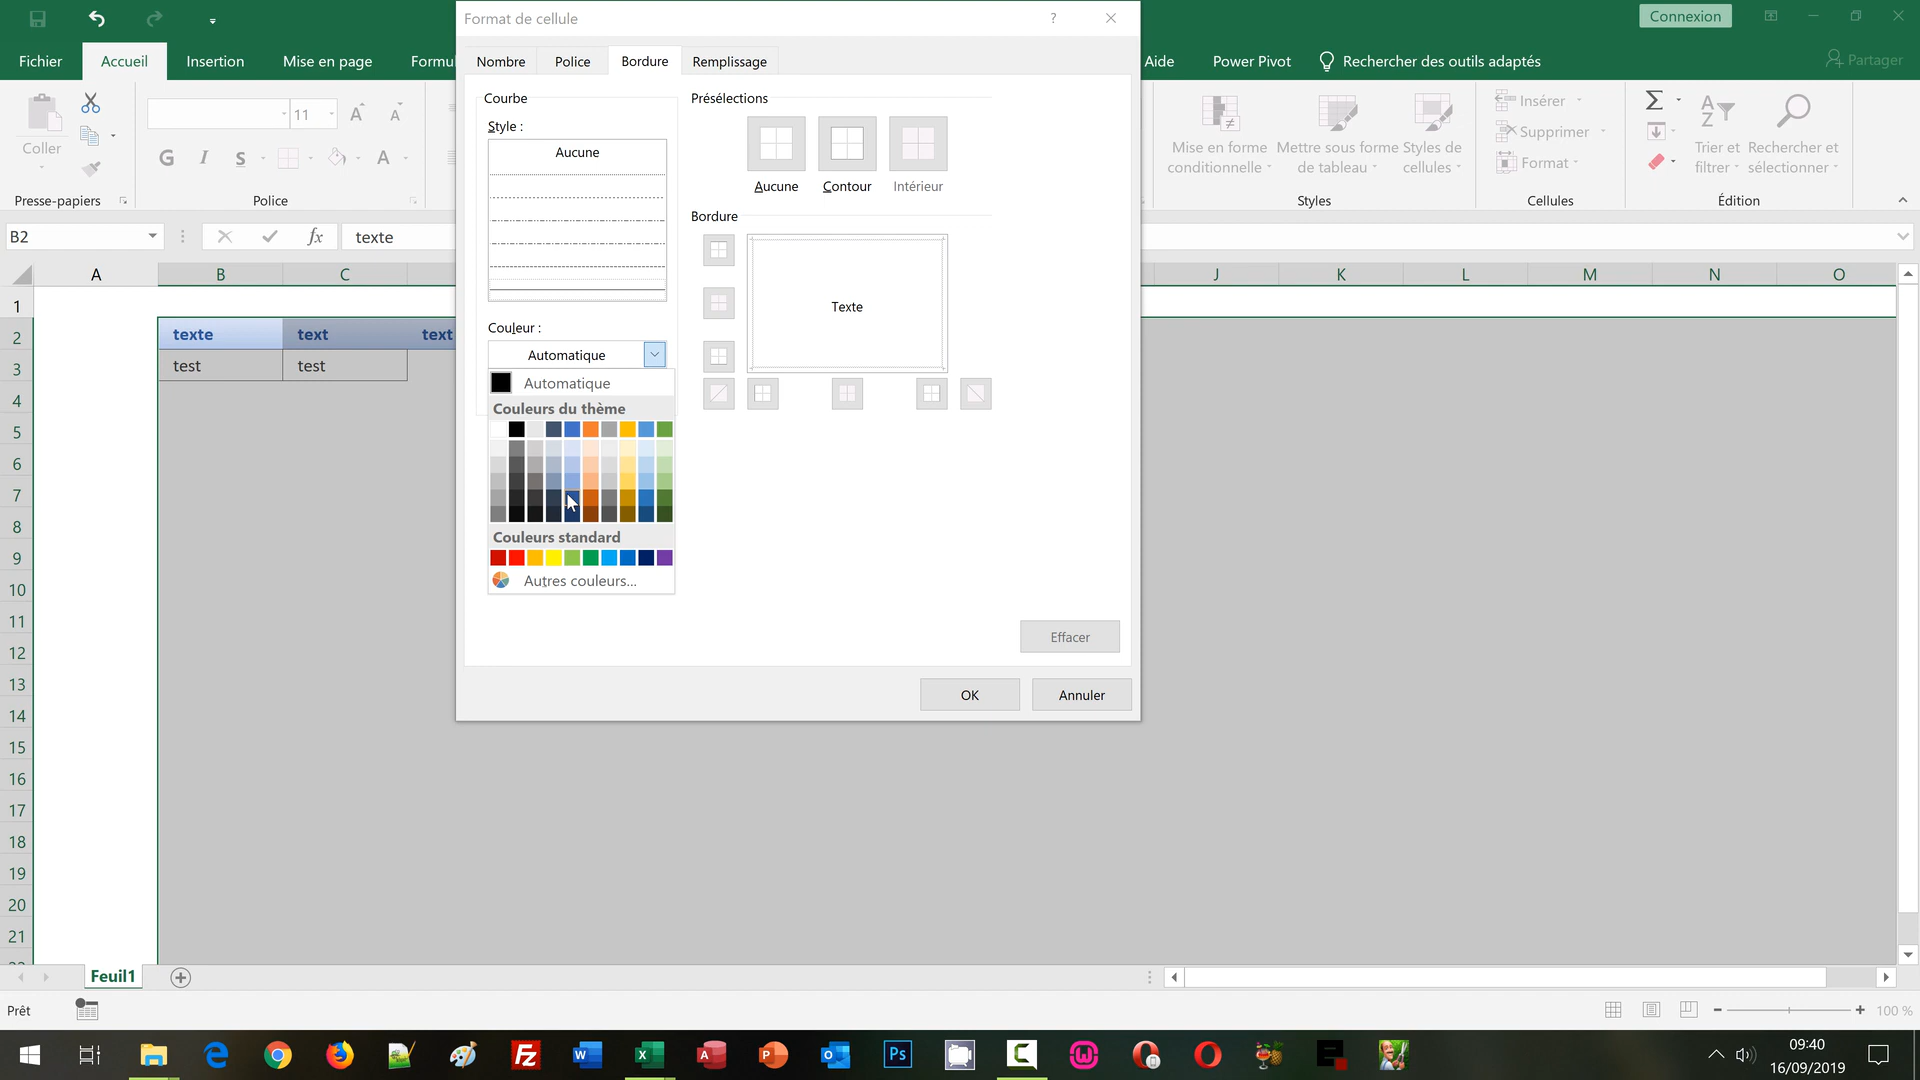 Format de cellule
?
Connexion
Fichier
Accueil
Insertion
Mise en page
Formul
Aide
Power Pivot
Rechercher des outils adaptés
Partager
Nombre
Police
Bordure
Remplissage
Courbe
Style :
Aucune
Présélections
Aucune
Contour
Intérieur
Bordure
Texte
Couleur :
Automatique
Automatique
Couleurs du thème
Couleurs standard
Autres couleurs...
Effacer
OK
Annuler
Coller
Presse-papiers
11
G I S
A
Police
Mise en forme conditionnelle
Mettre sous forme de tableau
Styles de cellules
Styles
Insérer
Supprimer
Format
Cellules
Trier et filtrer
Rechercher et sélectionner
Édition
B2
fx
texte
A B C J K L M N O
1
2 texte text text
3 test test
4
5
6
7
8
9
10
11
12
13
14
15
16
17
18
19
20
21
Feuil1
Prêt
100 %
09:40
16/09/2019